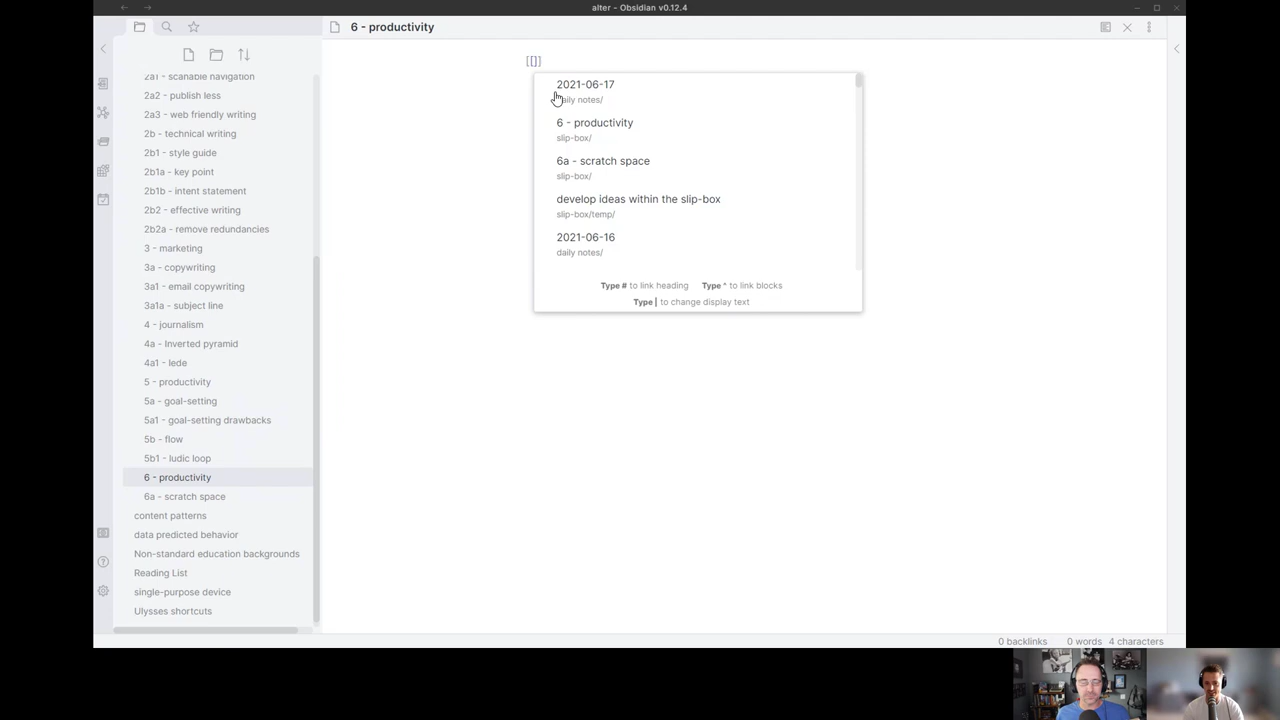 alter - Obsidian v0.12.4
6 - productivity
2a1 - scanable navigation
2a2 - publish less
2a3 - web friendly writing
2b - technical writing
2b1 - style guide
2b1a - key point
2b1b - intent statement
2b2 - effective writing
2b2a - remove redundancies
3 - marketing
3a - copywriting
3a1 - email copywriting
3a1a - subject line
4 - journalism
4a - Inverted pyramid
4a1 - lede
5 - productivity
5a - goal-setting
5a1 - goal-setting drawbacks
5b - flow
5b1 - ludic loop
6 - productivity
6a - scratch space
content patterns
data predicted behavior
Non-standard education backgrounds
Reading List
single-purpose device
Ulysses shortcuts
[[]]
2021-06-17
daily notes/
6 - productivity
slip-box/
6a - scratch space
slip-box/
develop ideas within the slip-box
slip-box/temp/
2021-06-16
daily notes/
Type # to link heading Type ^ to link blocks
Type | to change display text
0 backlinks 0 words 4 characters